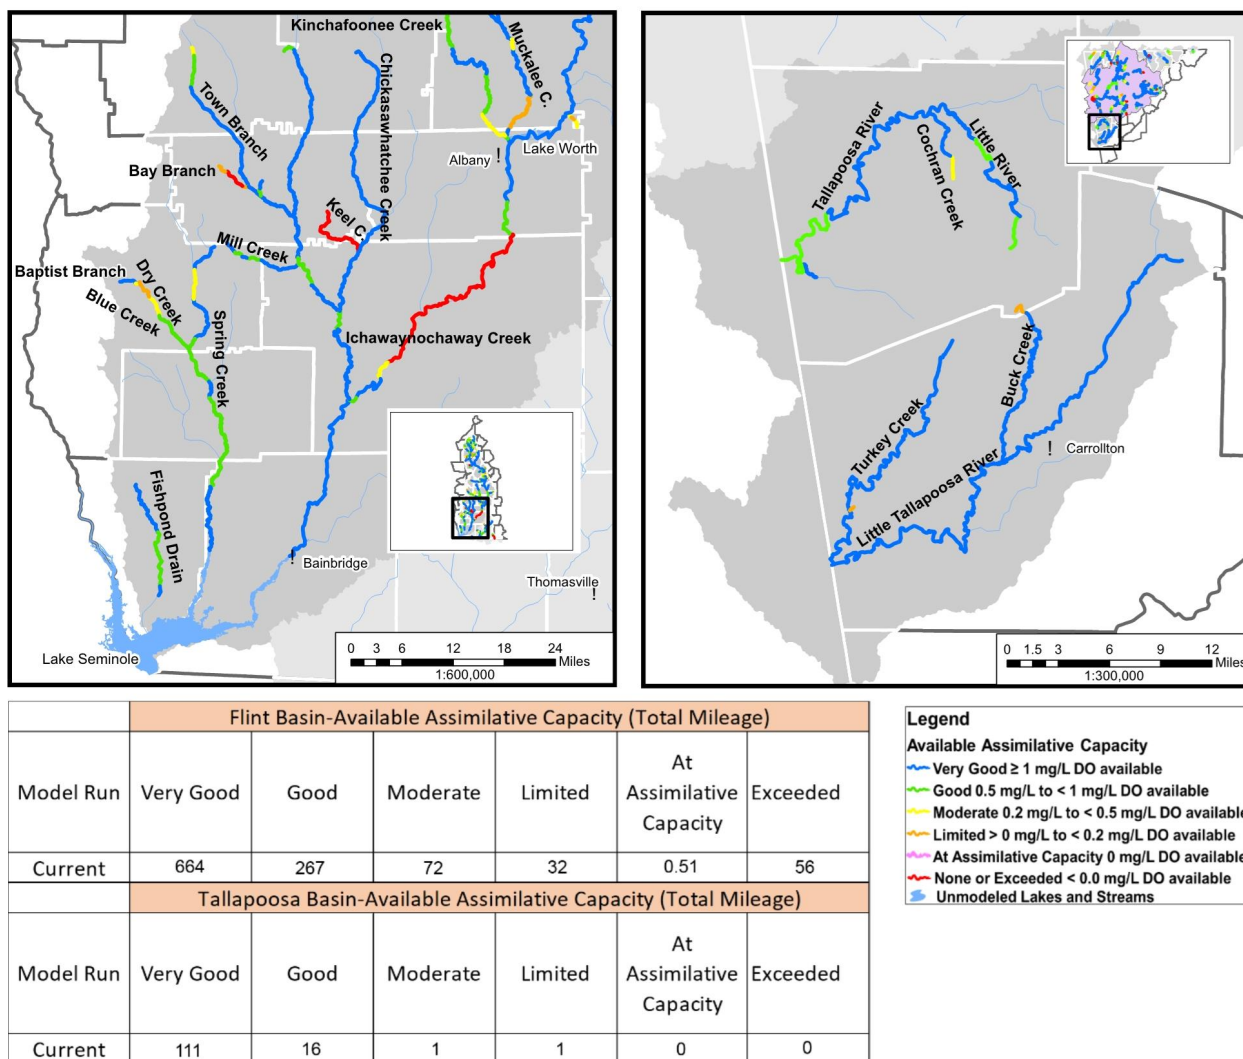 Kinchafoonee Creek
Muckalee C.
Chickasawhatchee Creek
Town Branch
Albany
!
Lake Worth
Bay Branch
Keel C.
Mill Creek
Baptist Branch
Dry Creek
Blue Creek
Spring Creek
Ichawaynochaway Creek
Fishpond Drain
!
Bainbridge
Thomasville
!
Lake Seminole
0 3 6 12 18 24
Miles
1:600,000
Tallapoosa River
Cochran Creek
Little River
Buck Creek
Turkey Creek
! Carrollton
Little Tallapoosa River
0 1.5 3 6 9 12
Miles
1:300,000
Flint Basin-Available Assimilative Capacity (Total Mileage)
Model Run Very Good Good Moderate Limited At Assimilative Capacity Exceeded
Current 664 267 72 32 0.51 56
Tallapoosa Basin-Available Assimilative Capacity (Total Mileage)
Model Run Very Good Good Moderate Limited At Assimilative Capacity Exceeded
Current 111 16 1 1 0 0
Legend
Available Assimilative Capacity
Very Good ≥ 1 mg/L DO available
Good 0.5 mg/L to < 1 mg/L DO available
Moderate 0.2 mg/L to < 0.5 mg/L DO available
Limited > 0 mg/L to < 0.2 mg/L DO available
At Assimilative Capacity 0 mg/L DO available
None or Exceeded < 0.0 mg/L DO available
Unmodeled Lakes and Streams